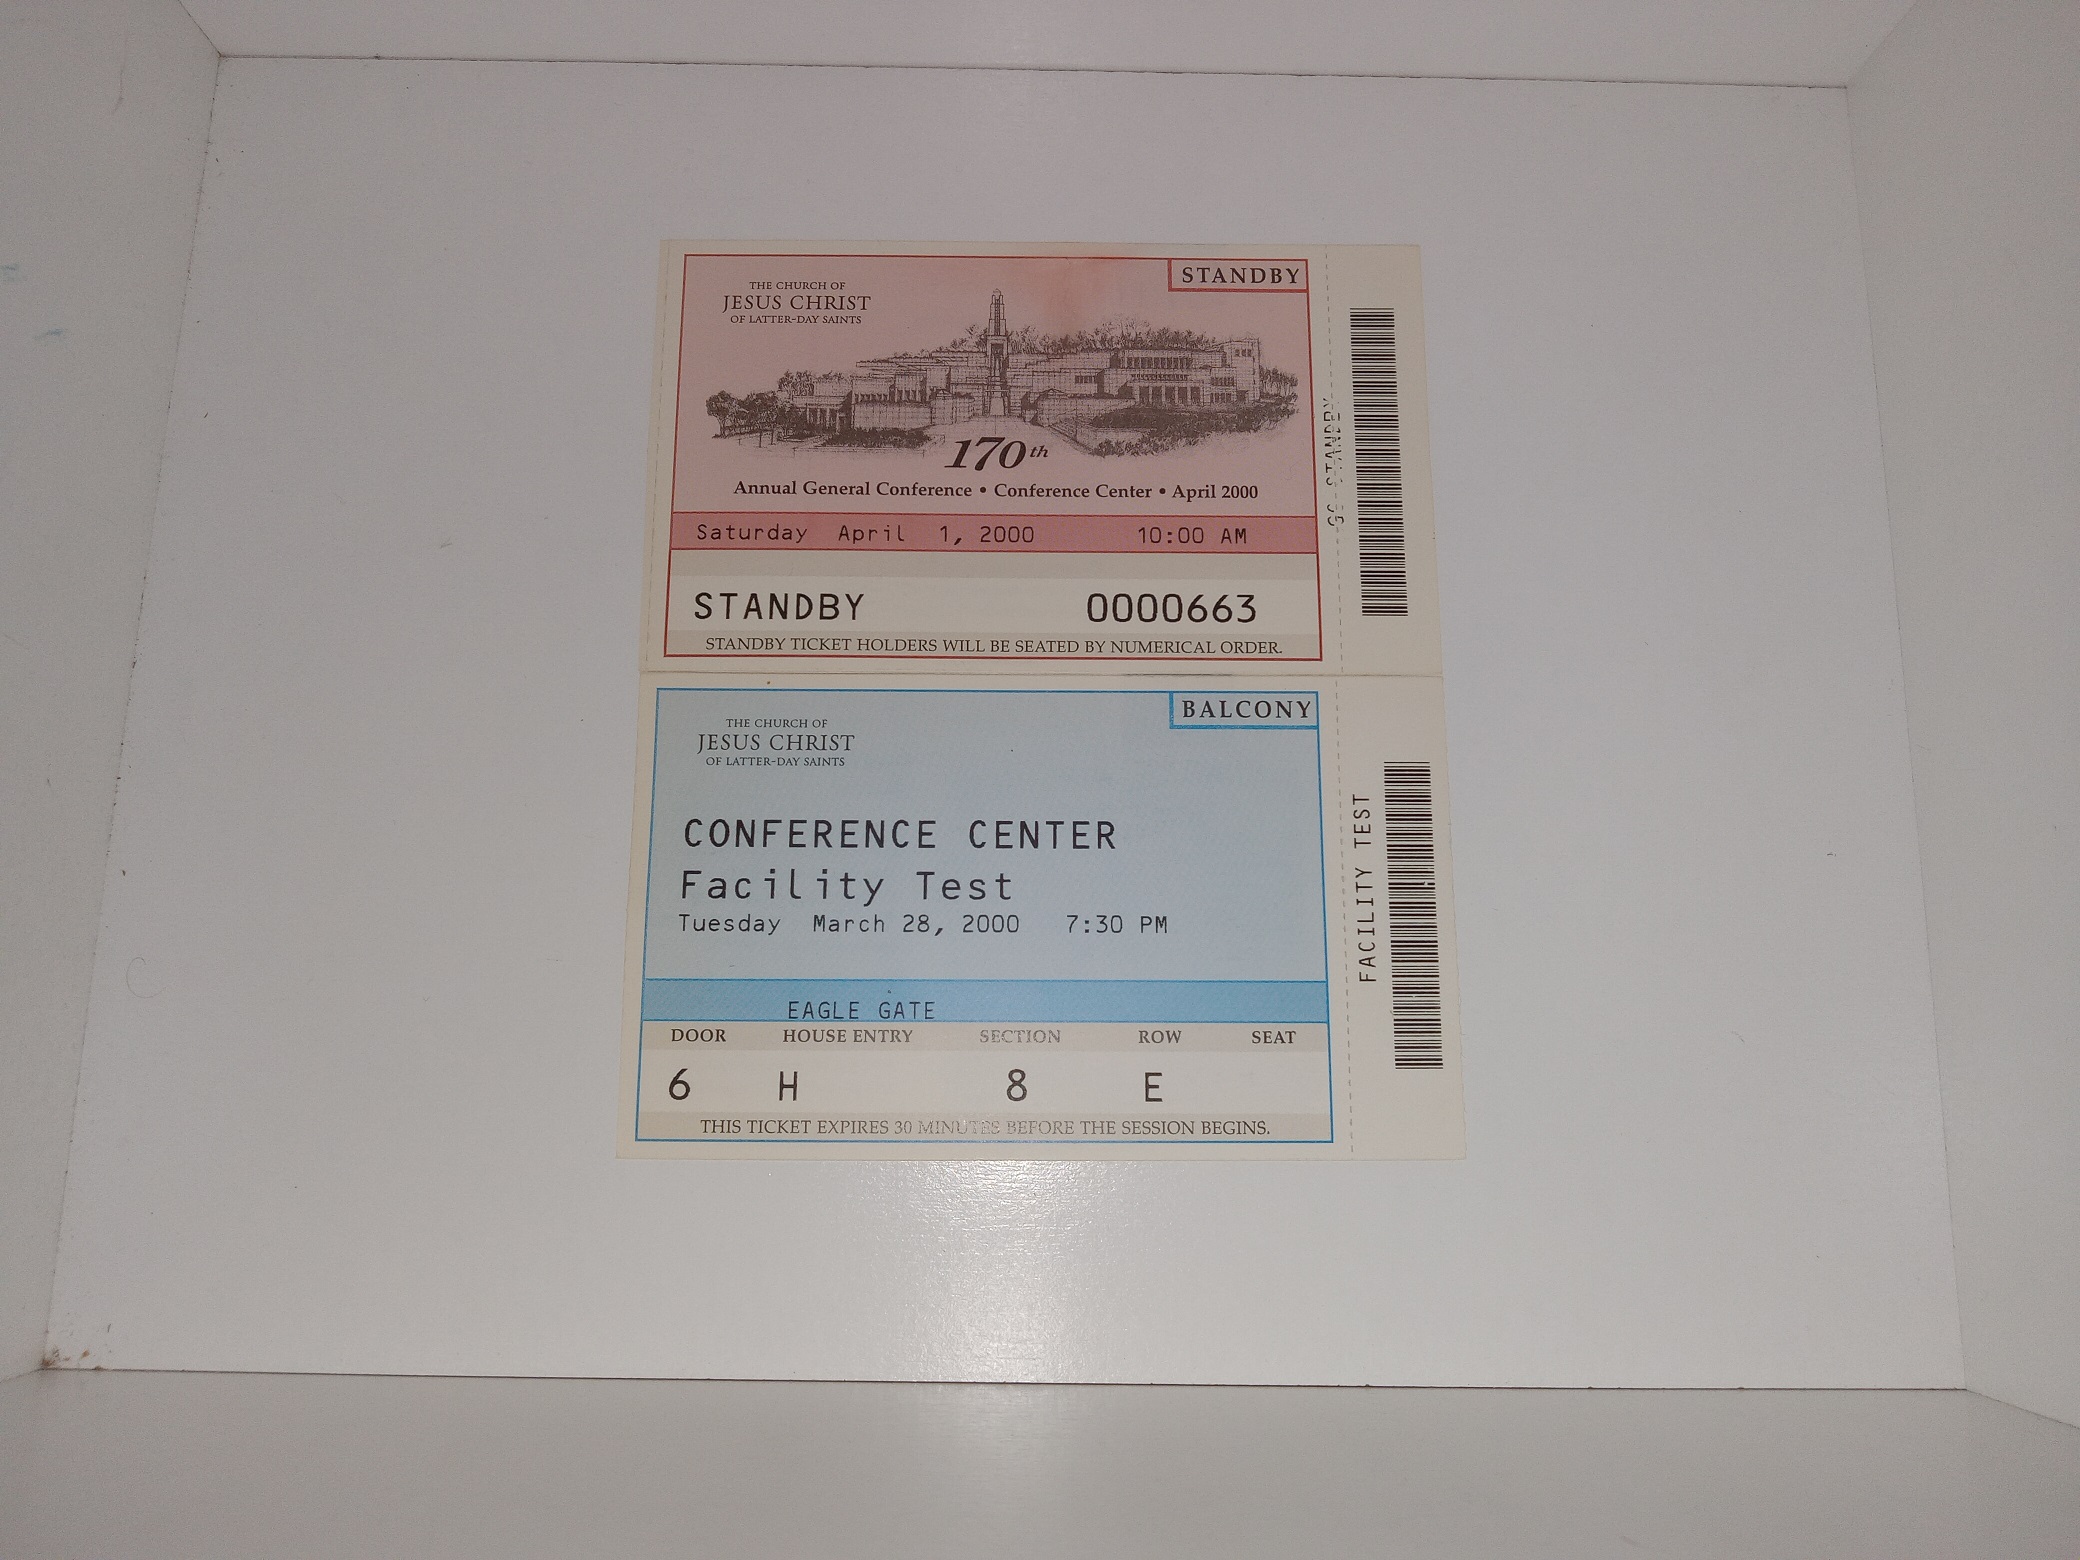 STANDBY
THE CHURCH OF
JESUS CHRIST
OF LATTER-DAY SAINTS
170th
Annual General Conference • Conference Center • April 2000
Saturday April 1, 2000 10:00 AM
STANDBY 0000663
STANDBY TICKET HOLDERS WILL BE SEATED BY NUMERICAL ORDER.
GC STANDBY
BALCONY
THE CHURCH OF
JESUS CHRIST
OF LATTER-DAY SAINTS
CONFERENCE CENTER
Facility Test
Tuesday March 28, 2000 7:30 PM
EAGLE GATE
DOOR HOUSE ENTRY SECTION ROW SEAT
6 H 8 E
THIS TICKET EXPIRES 30 MINUTES BEFORE THE SESSION BEGINS.
FACILITY TEST